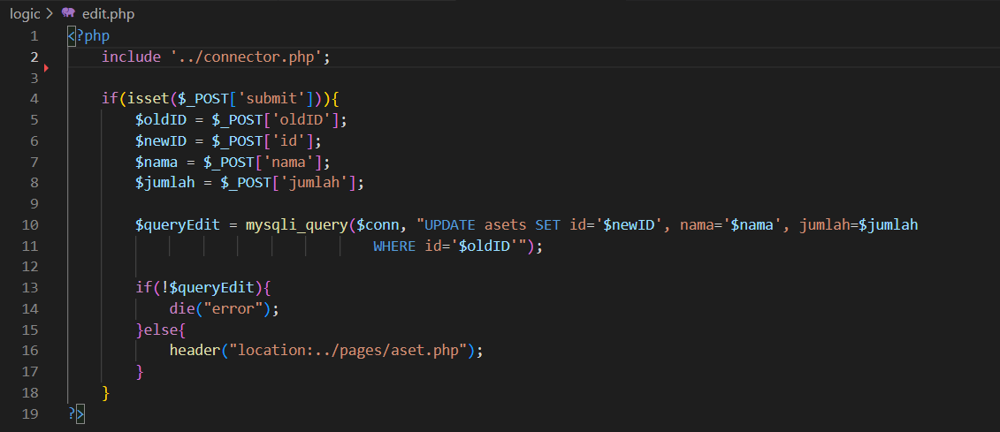 logic > edit.php
1 <?php
2 include '../connector.php';
3
4 if(isset($_POST['submit'])){
5 $oldID = $_POST['oldID'];
6 $newID = $_POST['id'];
7 $nama = $_POST['nama'];
8 $jumlah = $_POST['jumlah'];
9
10 $queryEdit = mysqli_query($conn, "UPDATE asets SET id='$newID', nama='$nama', jumlah=$jumlah
11 WHERE id='$oldID'");
12
13 if(!$queryEdit){
14 die("error");
15 }else{
16 header("location:../pages/aset.php");
17 }
18 }
19 ?>